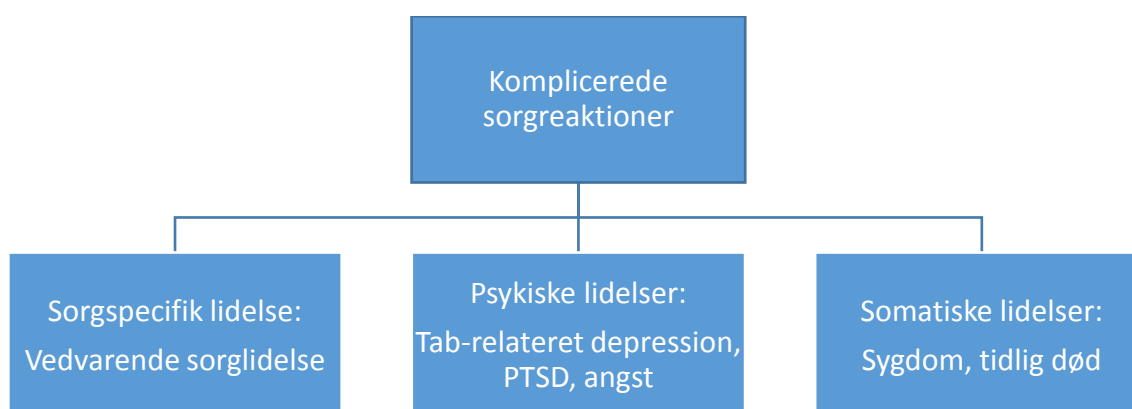 Komplicerede
sorgreaktioner
Sorgspecifik lidelse:
Vedvarende sorglidelse
Psykiske lidelser:
Tab-relateret depression,
PTSD, angst
Somatiske lidelser:
Sygdom, tidlig død